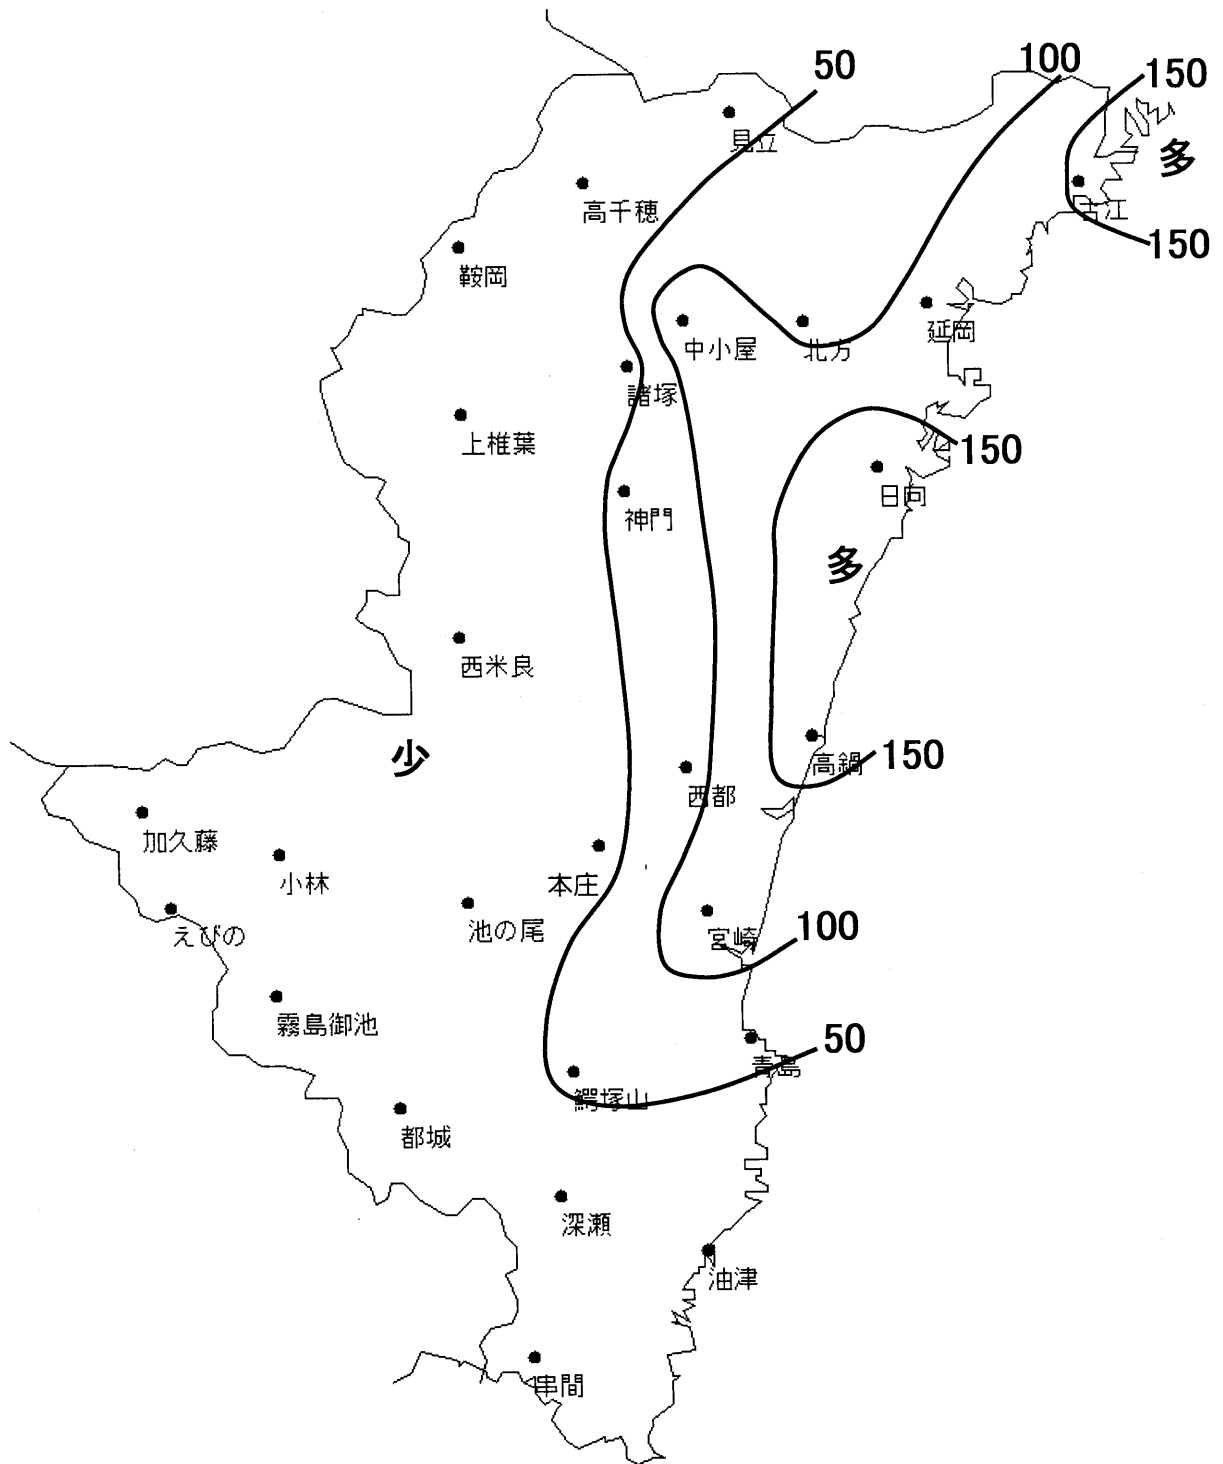 50
100
150
多
見立
高千穂
古江
150
鞍岡
延岡
中小屋
北方
諸塚
上椎葉
150
日向
神門
多
西米良
少
高鍋
150
西都
加久藤
小林
本庄
池の尾
えびの
宮崎
100
霧島御池
50
青島
鰐塚山
都城
深瀬
油津
串間